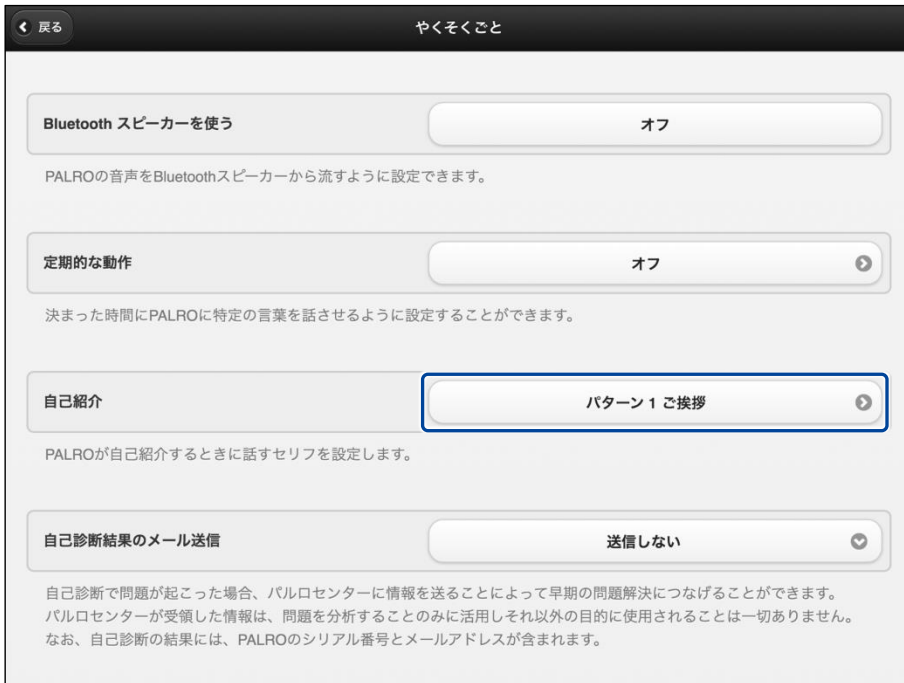 戻る
やくそくごと
Bluetooth スピーカーを使う
オフ
PALROの音声をBluetoothスピーカーから流すように設定できます。
定期的な動作
オフ
決まった時間にPALROに特定の言葉を話させるように設定することができます。
自己紹介
パターン 1 ご挨拶
PALROが自己紹介するときに話すセリフを設定します。
自己診断結果のメール送信
送信しない
自己診断で問題が起こった場合、パルロセンターに情報を送ることによって早期の問題解決につなげることができます。
パルロセンターが受領した情報は、問題を分析することのみに活用しそれ以外の目的に使用されることは一切ありません。
なお、自己診断の結果には、PALROのシリアル番号とメールアドレスが含まれます。